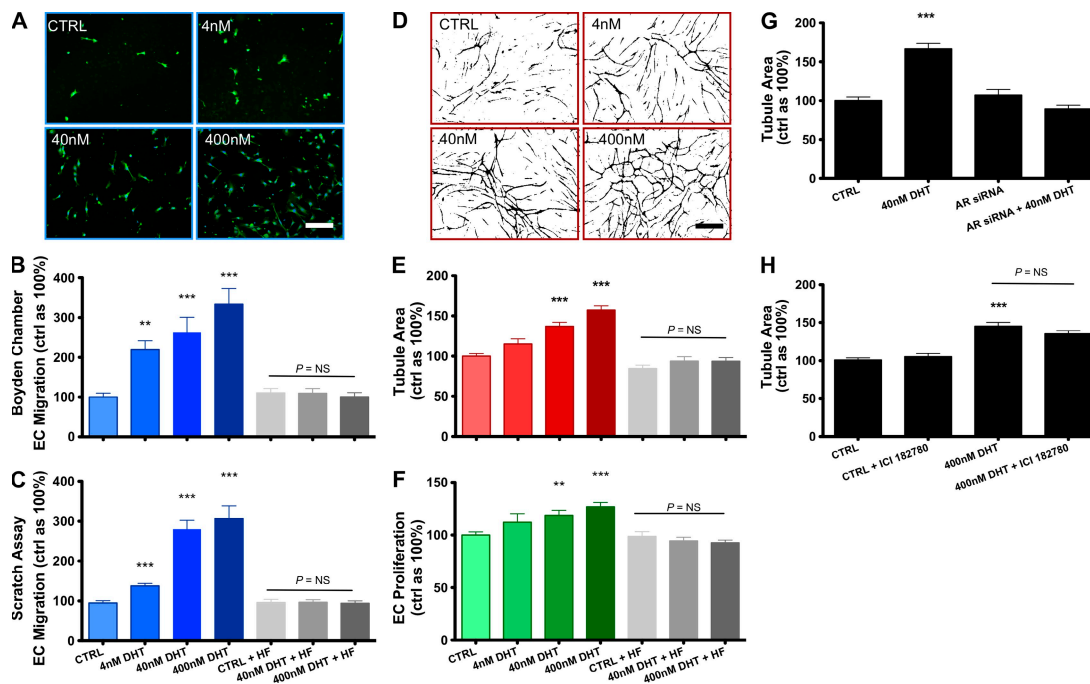 A
CTRL
4nM
40nM
400nM
B
Boyden Chamber
EC Migration (ctrl as 100%)
400
300
200
100
0
**
***
***
P = NS
C
Scratch Assay
EC Migration (ctrl as 100%)
400
300
200
100
0
***
***
***
P = NS
CTRL
4nM DHT
40nM DHT
400nM DHT
CTRL + HF
40nM DHT + HF
400nM DHT + HF
D
CTRL
4nM
40nM
400nM
E
Tubule Area
(ctrl as 100%)
200
150
100
50
0
***
***
P = NS
F
EC Proliferation
(ctrl as 100%)
150
100
50
0
**
***
P = NS
CTRL
4nM DHT
40nM DHT
400nM DHT
CTRL + HF
40nM DHT + HF
400nM DHT + HF
G
Tubule Area
(ctrl as 100%)
200
150
100
50
0
***
CTRL
40nM DHT
AR siRNA
AR siRNA + 40nM DHT
H
Tubule Area
(ctrl as 100%)
200
150
100
50
0
P = NS
***
CTRL
CTRL + ICI 182780
400nM DHT
400nM DHT + ICI 182780